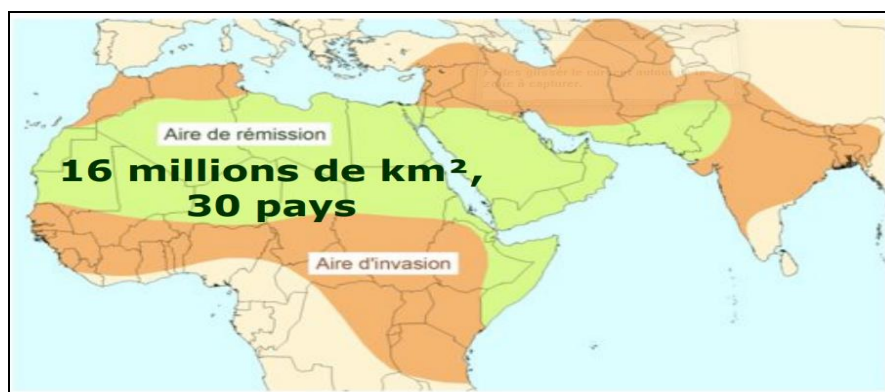 Aire de rémission
16 millions de km²,
30 pays
Aire d'invasion